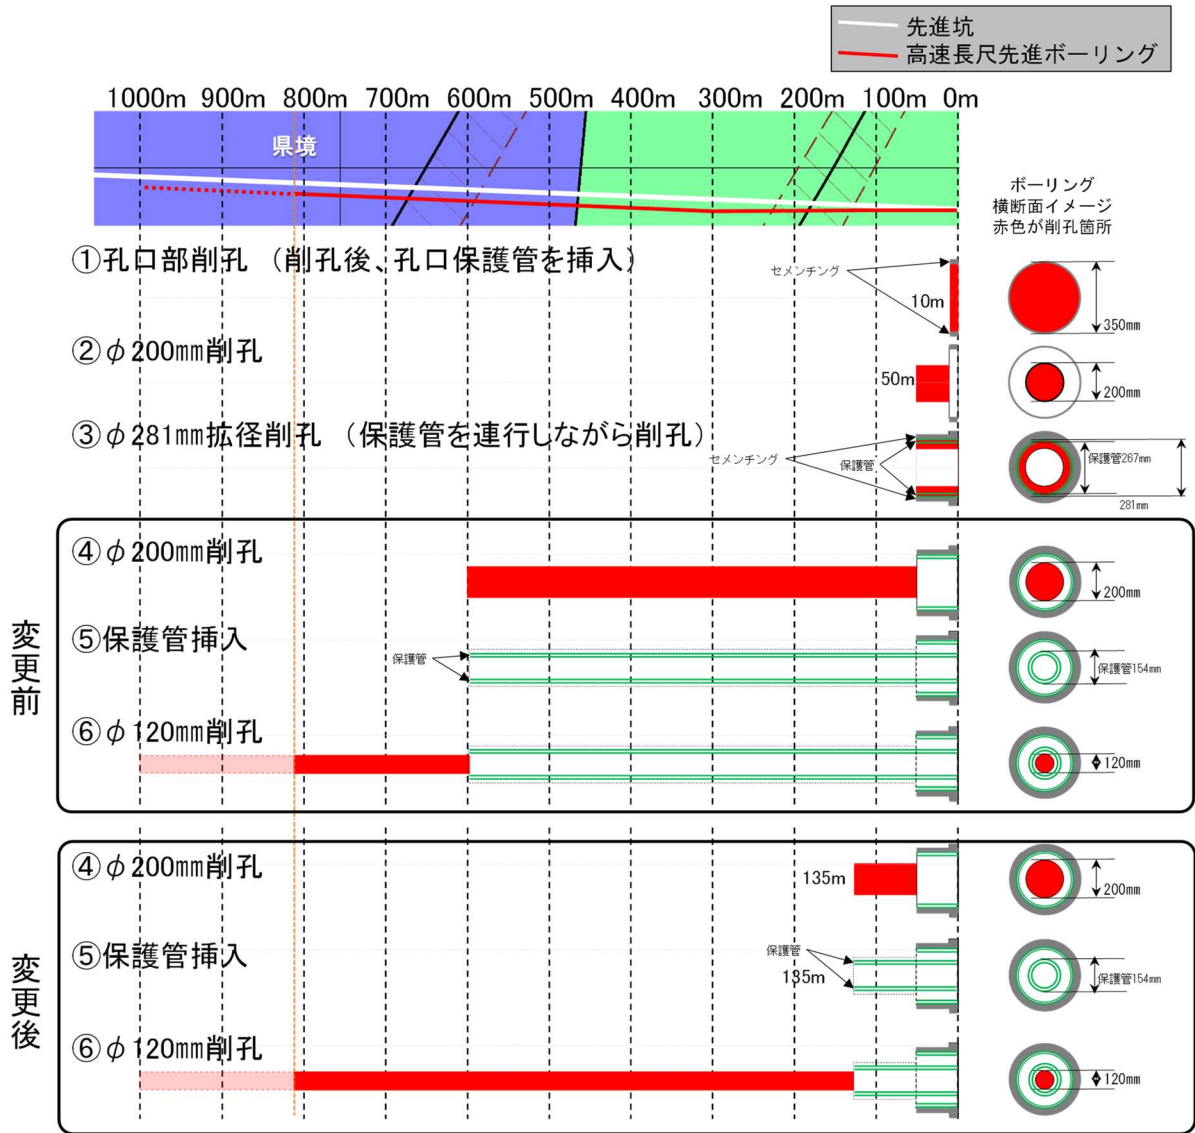 先進坑
高速長尺先進ボーリング
1000m 900m 800m 700m 600m 500m 400m 300m 200m 100m 0m
県境
ボーリング
横断面イメージ
赤色が削孔箇所
①孔口部削孔 （削孔後、孔口保護管を挿入）
セメンチング
10m
350mm
②φ200mm削孔
50m
200mm
③φ281mm拡径削孔 （保護管を連行しながら削孔）
セメンチング
保護管
保護管267mm
281mm
変更前
④φ200mm削孔
200mm
⑤保護管挿入
保護管
保護管154mm
⑥φ120mm削孔
120mm
変更後
④φ200mm削孔
135m
200mm
⑤保護管挿入
保護管
135m
保護管154mm
⑥φ120mm削孔
120mm